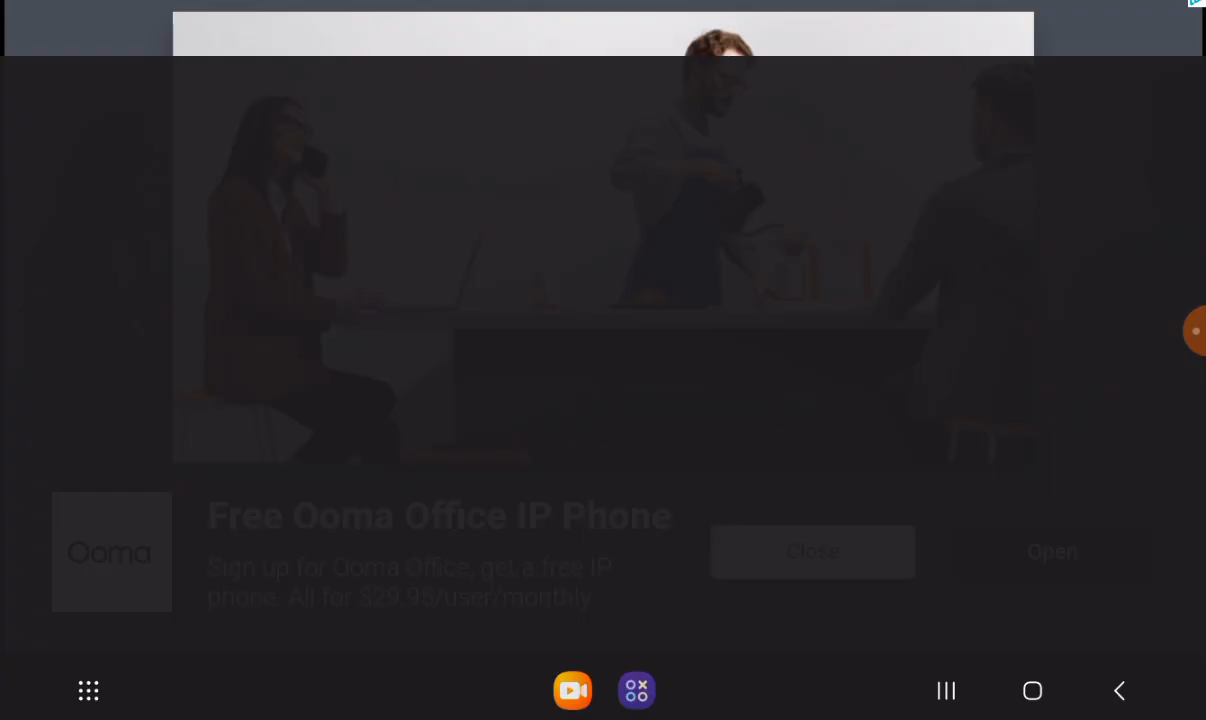 Free Ooma Office IP Phone
Ooma
Sign up for Ooma Office, get a free IP
phone. All for $29.95/user/monthly
Close
Open